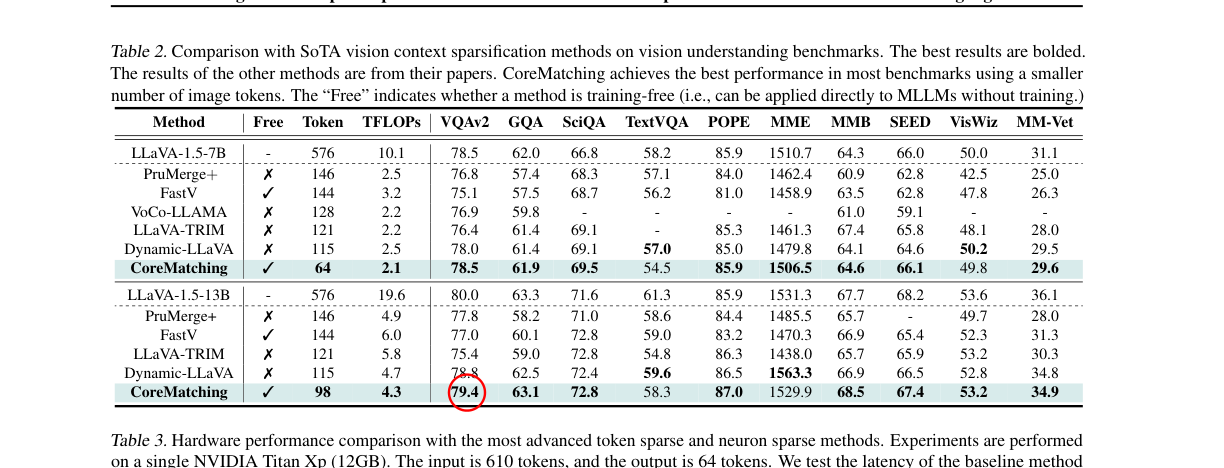 Table 2. Comparison with SoTA vision context sparsification methods on vision understanding benchmarks. The best results are bolded.
The results of the other methods are from their papers. CoreMatching achieves the best performance in most benchmarks using a smaller
number of image tokens. The “Free” indicates whether a method is training-free (i.e., can be applied directly to MLLMs without training.)
Method Free Token TFLOPs VQAv2 GQA SciQA TextVQA POPE MME MMB SEED VisWiz MM-Vet
LLaVA-1.5-7B - 576 10.1 78.5 62.0 66.8 58.2 85.9 1510.7 64.3 66.0 50.0 31.1
PruMerge+ ✗ 146 2.5 76.8 57.4 68.3 57.1 84.0 1462.4 60.9 62.8 42.5 25.0
FastV ✓ 144 3.2 75.1 57.5 68.7 56.2 81.0 1458.9 63.5 62.8 47.8 26.3
VoCo-LLAMA ✗ 128 2.2 76.9 59.8 - - - - 61.0 59.1 - -
LLaVA-TRIM ✗ 121 2.2 76.4 61.4 69.1 - 85.3 1461.3 67.4 65.8 48.1 28.0
Dynamic-LLaVA ✗ 115 2.5 78.0 61.4 69.1 57.0 85.0 1479.8 64.1 64.6 50.2 29.5
CoreMatching ✓ 64 2.1 78.5 61.9 69.5 54.5 85.9 1506.5 64.6 66.1 49.8 29.6
LLaVA-1.5-13B - 576 19.6 80.0 63.3 71.6 61.3 85.9 1531.3 67.7 68.2 53.6 36.1
PruMerge+ ✗ 146 4.9 77.8 58.2 71.0 58.6 84.4 1485.5 65.7 - 49.7 28.0
FastV ✓ 144 6.0 77.0 60.1 72.8 59.0 83.2 1470.3 66.9 65.4 52.3 31.3
LLaVA-TRIM ✗ 121 5.8 75.4 59.0 72.8 54.8 86.3 1438.0 65.7 65.9 53.2 30.3
Dynamic-LLaVA ✗ 115 4.7 78.8 62.5 72.4 59.6 86.5 1563.3 66.9 66.5 52.8 34.8
CoreMatching ✓ 98 4.3 79.4 63.1 72.8 58.3 87.0 1529.9 68.5 67.4 53.2 34.9
Table 3. Hardware performance comparison with the most advanced token sparse and neuron sparse methods. Experiments are performed
on a single NVIDIA Titan Xp (12GB). The input is 610 tokens, and the output is 64 tokens. We test the latency of the baseline method